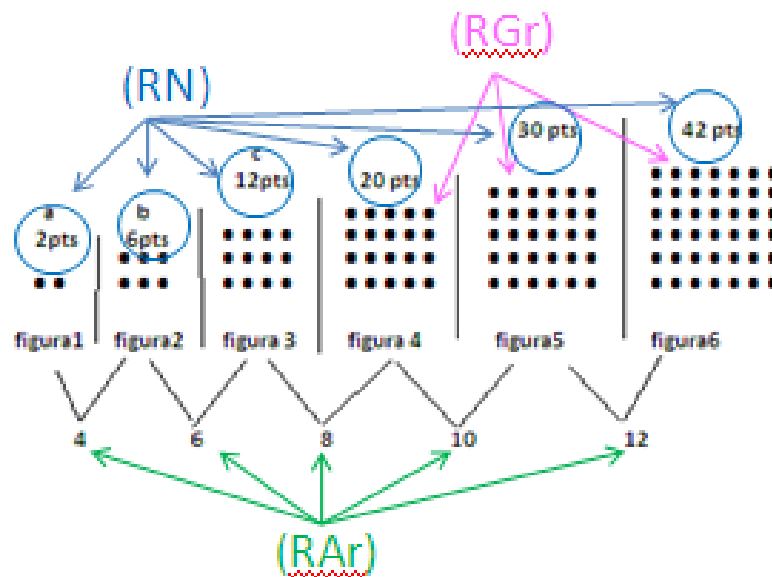 (RGr)
(RN)
30 pts
42 pts
c
12pts
20 pts
a
2pts
b
6pts
figura1
figura2
figura 3
figura 4
figura5
figura6
4
6
8
10
12
(RAr)